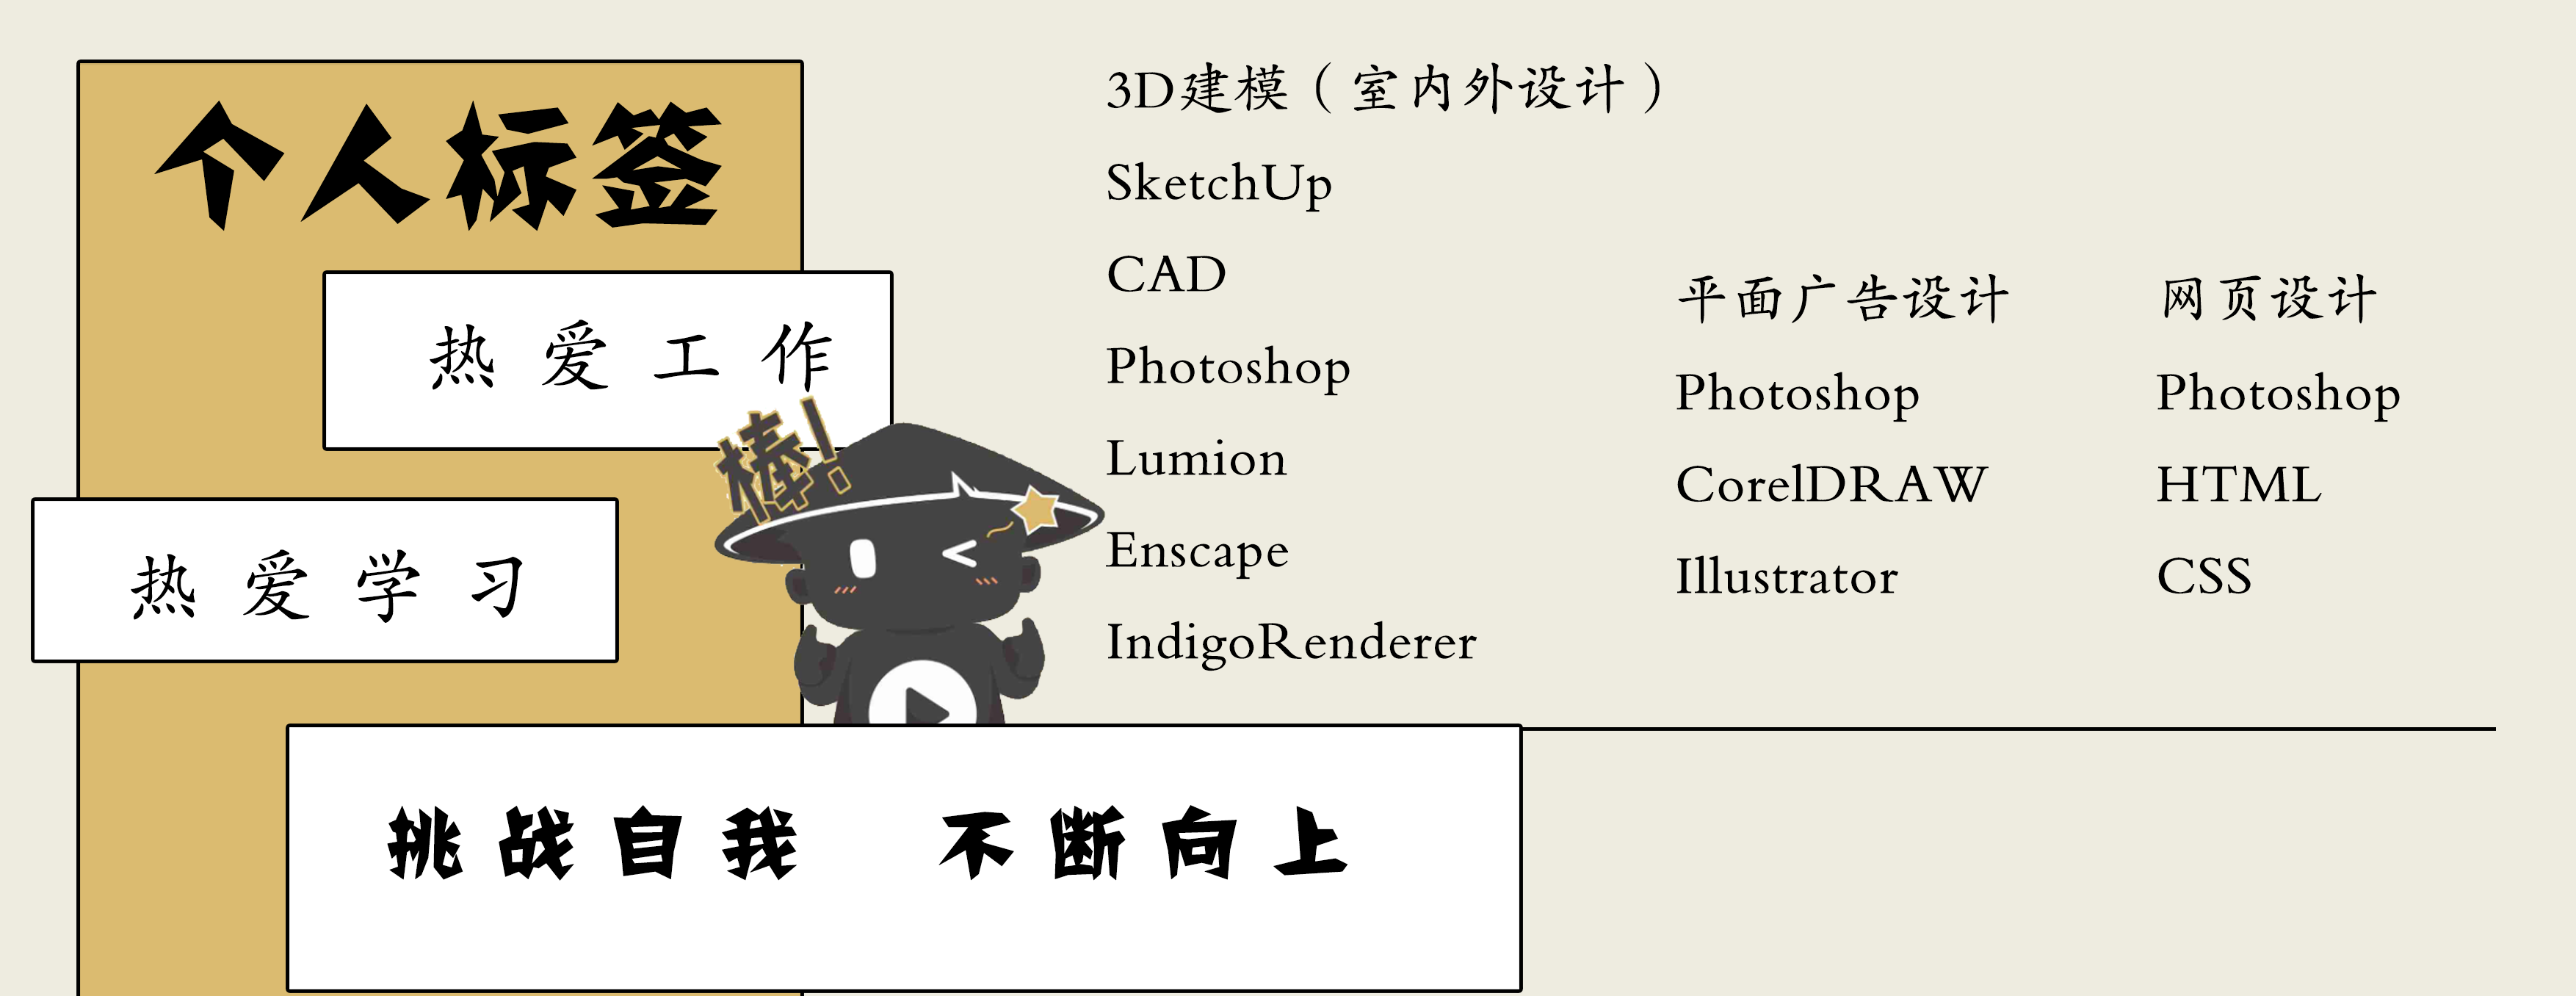 个人标签
热爱工作
棒!
热爱学习
挑战自我 不断向上
3D建模（室内外设计）
SketchUp
CAD
Photoshop
Lumion
Enscape
IndigoRenderer
平面广告设计
Photoshop
CorelDRAW
Illustrator
网页设计
Photoshop
HTML
CSS